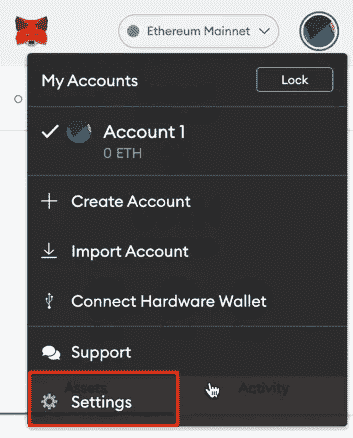 Ethereum Mainnet
My Accounts
Lock
Account 1
0 ETH
Create Account
Import Account
Connect Hardware Wallet
Support
Assets
Activity
Settings